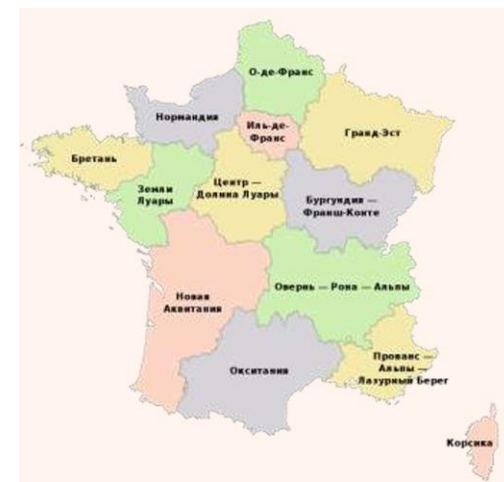 О-де-Франс
Нормандия
Иль-де-
Франс
Гранд-Эст
Бретань
Земли
Луары
Центр —
Долина Луары
Бургундия —
Франш-Конте
Овернь — Рона — Альпы
Новая
Аквитания
Окситания
Прованс —
Альпы —
Лазурный Берег
Корсика